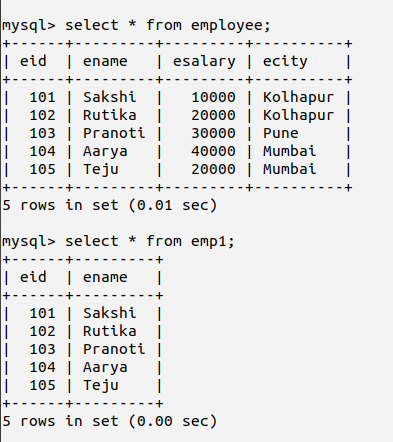 mysql> select * from employee;
+------+---------+----------+----------+
| eid  | ename   | esalary | ecity    |
+------+---------+---------+----------+
|  101 | Sakshi  |   10000 | Kolhapur |
|  102 | Rutika  |   20000 | Kolhapur |
|  103 | Pranoti |   30000 | Pune     |
|  104 | Aarya   |   40000 | Mumbai   |
|  105 | Teju    |   20000 | Mumbai   |
+------+---------+---------+----------+
5 rows in set (0.01 sec)

mysql> select * from emp1;
+------+---------+
| eid  | ename   |
+------+---------+
|  101 | Sakshi  |
|  102 | Rutika  |
|  103 | Pranoti |
|  104 | Aarya   |
|  105 | Teju    |
+------+---------+
5 rows in set (0.00 sec)